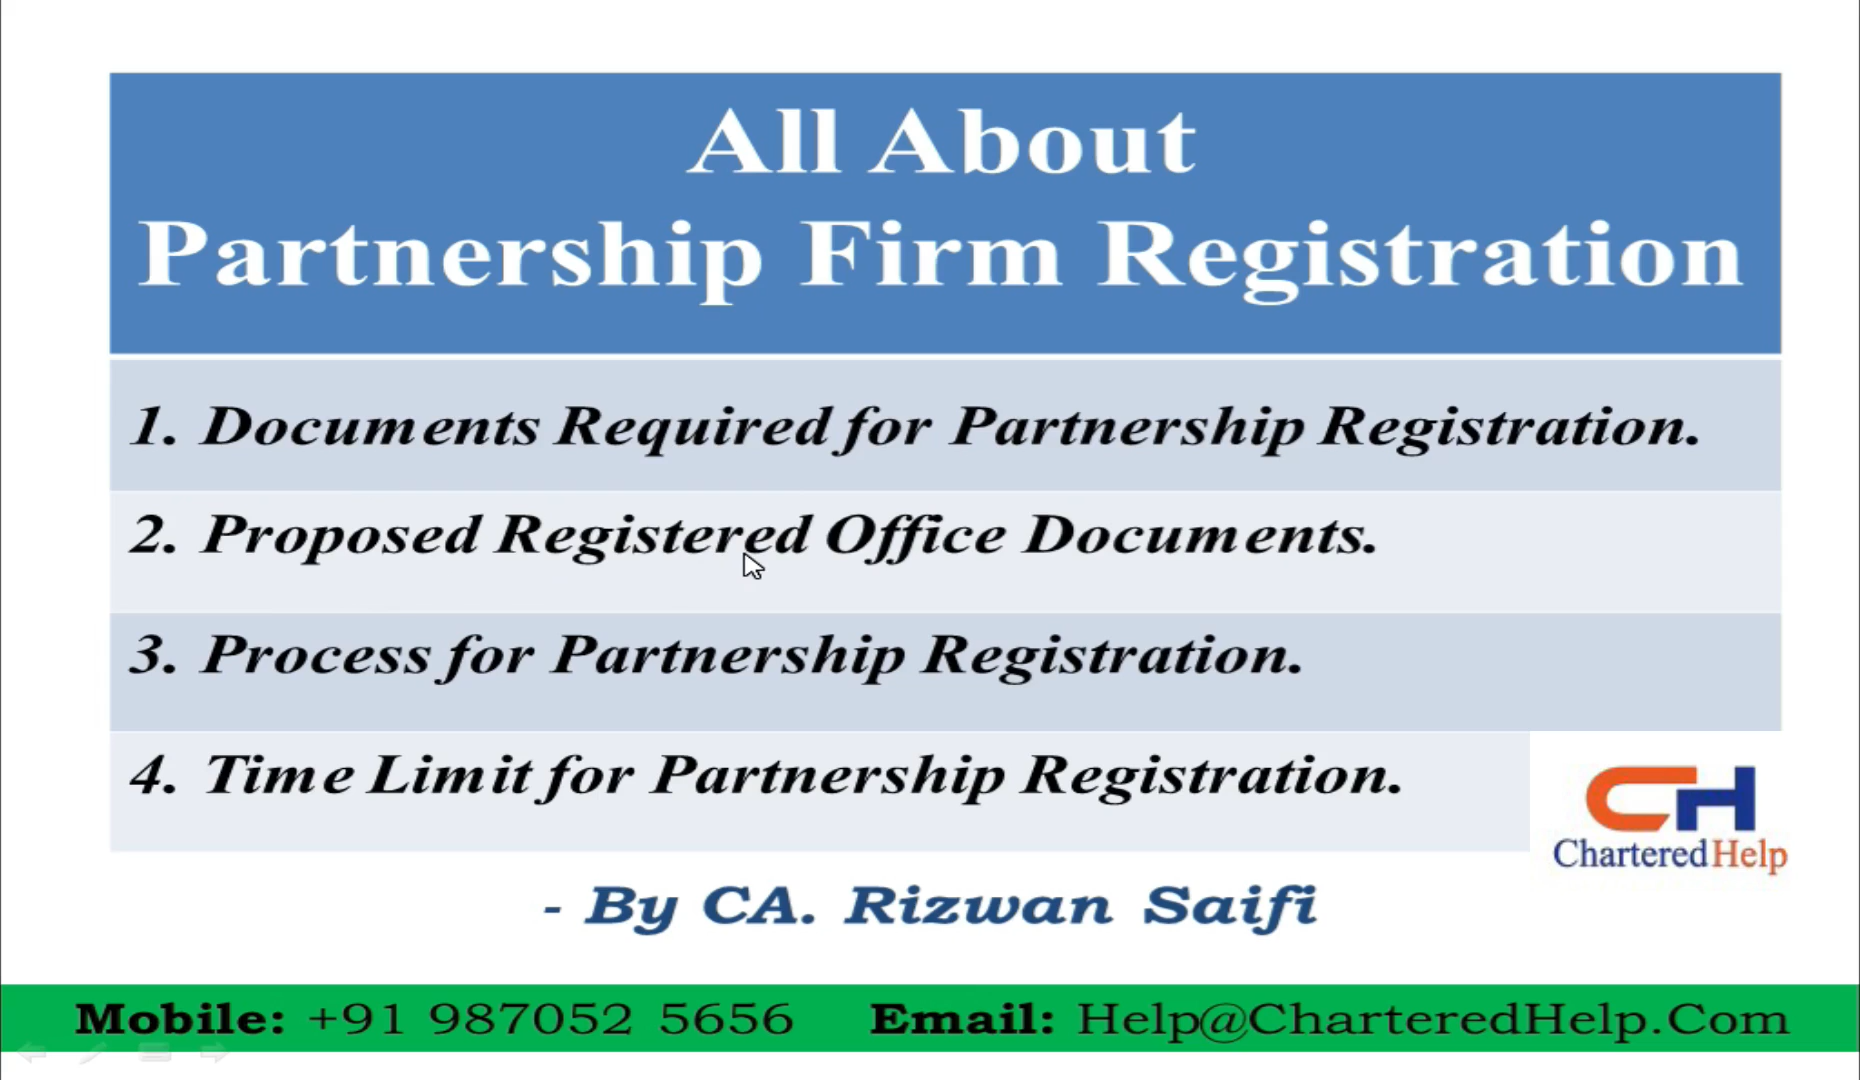 All About
Partnership Firm Registration
1. Documents Required for Partnership Registration.
2. Proposed Registered Office Documents.
3. Process for Partnership Registration.
4. Time Limit for Partnership Registration.
CH
CharteredHelp
- By CA. Rizwan Saifi
Mobile: +91 987052 5656 Email: Help@CharteredHelp.Com